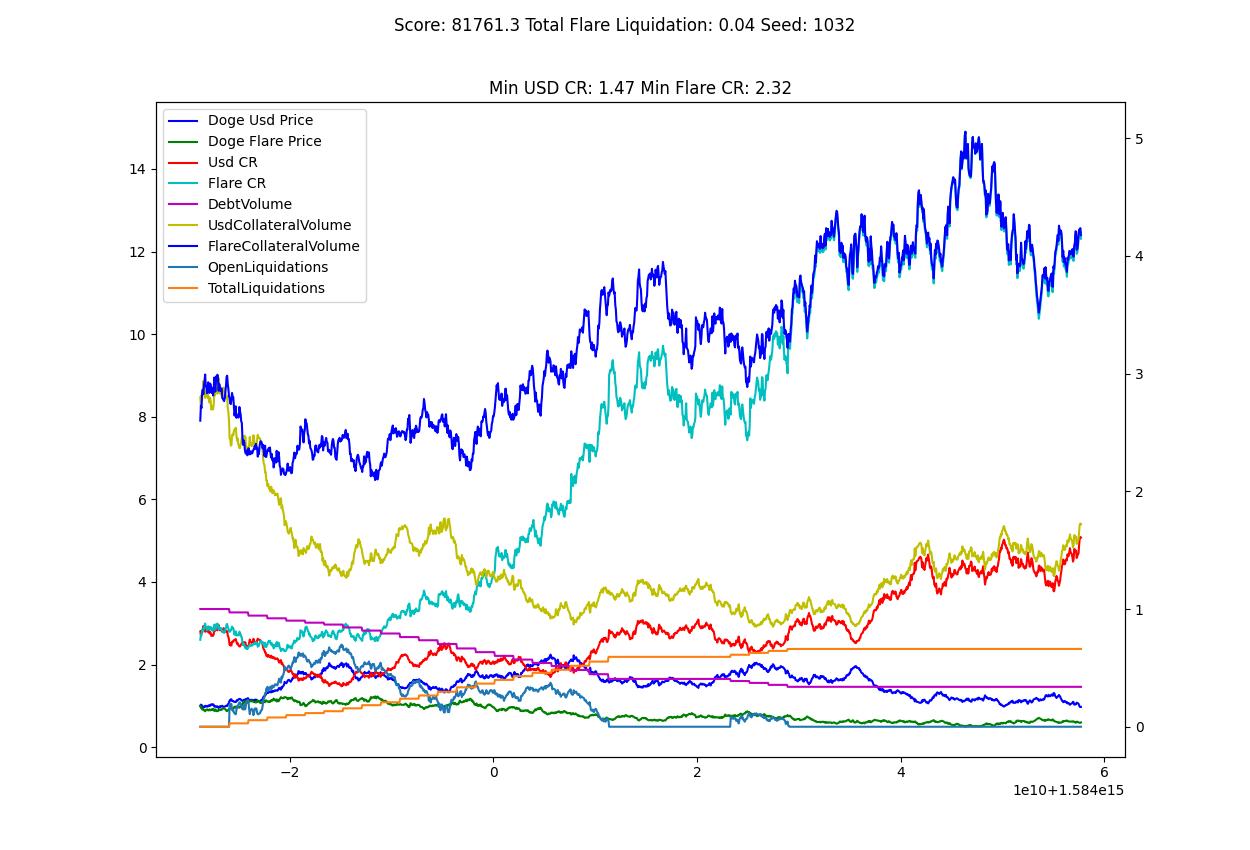 Score: 81761.3 Total Flare Liquidation: 0.04 Seed: 1032
Min USD CR: 1.47 Min Flare CR: 2.32
Doge Usd Price
Doge Flare Price
Usd CR
Flare CR
DebtVolume
UsdCollateralVolume
FlareCollateralVolume
OpenLiquidations
TotalLiquidations
14
12
10
8
6
4
2
0
5
4
3
2
1
0
−2
0
2
4
6
1e10+1.584e15